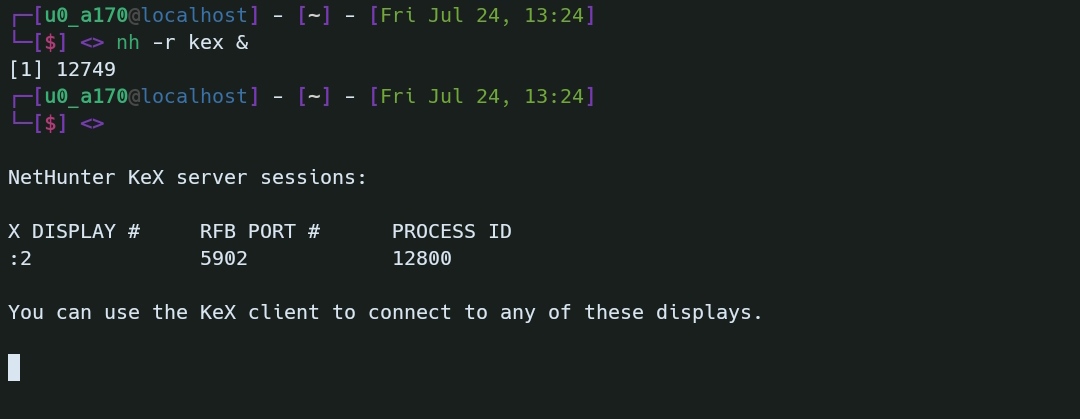 ┌─[u0_a170@localhost] - [~] - [Fri Jul 24, 13:24]
└─[$] <> nh -r kex &
[1] 12749
┌─[u0_a170@localhost] - [~] - [Fri Jul 24, 13:24]
└─[$] <>
NetHunter KeX server sessions:
X DISPLAY #     RFB PORT #      PROCESS ID
:2              5902            12800
You can use the KeX client to connect to any of these displays.